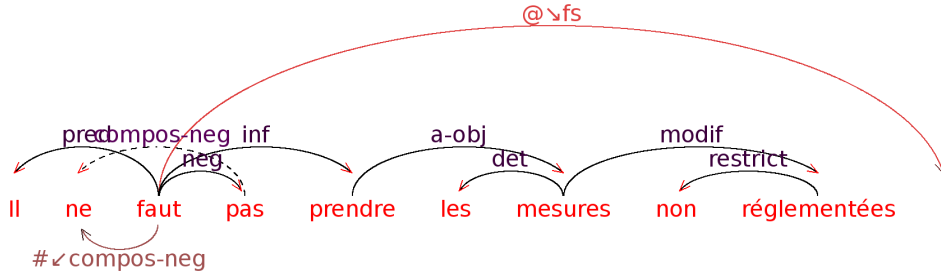 @↘fs
pred compos-neg inf a-obj modif
neg det restrict
Il ne faut pas prendre les mesures non réglementées
#↙compos-neg